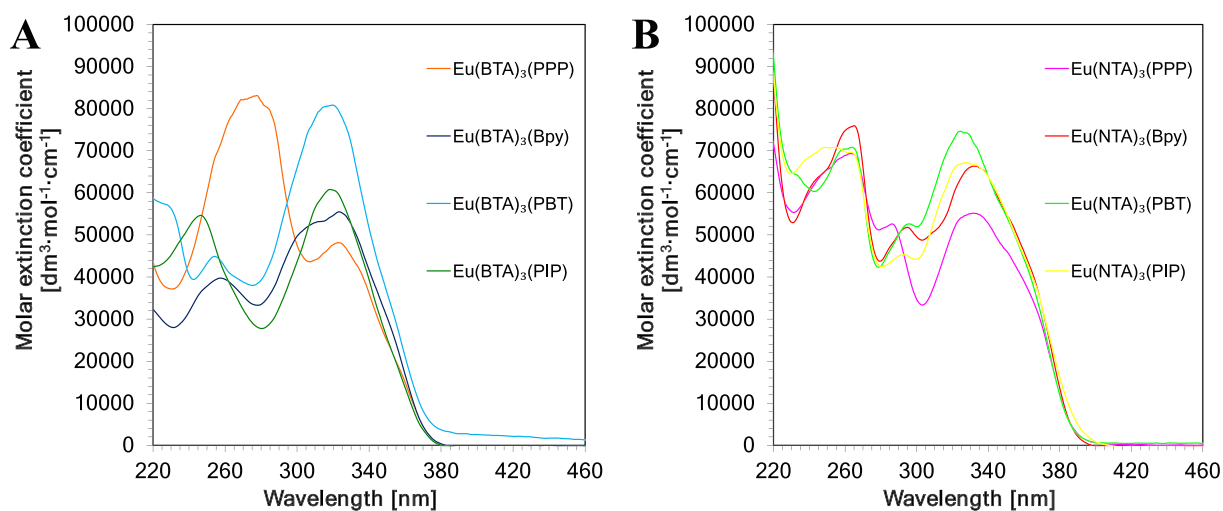 A
Molar extinction coefficient
[dm³·mol⁻¹·cm⁻¹]
100000
90000
80000
70000
60000
50000
40000
30000
20000
10000
0
220 260 300 340 380 420 460
Wavelength [nm]
Eu(BTA)₃(PPP)
Eu(BTA)₃(Bpy)
Eu(BTA)₃(PBT)
Eu(BTA)₃(PIP)
B
Molar extinction coefficient
[dm³·mol⁻¹·cm⁻¹]
100000
90000
80000
70000
60000
50000
40000
30000
20000
10000
0
220 260 300 340 380 420 460
Wavelength [nm]
Eu(NTA)₃(PPP)
Eu(NTA)₃(Bpy)
Eu(NTA)₃(PBT)
Eu(NTA)₃(PIP)